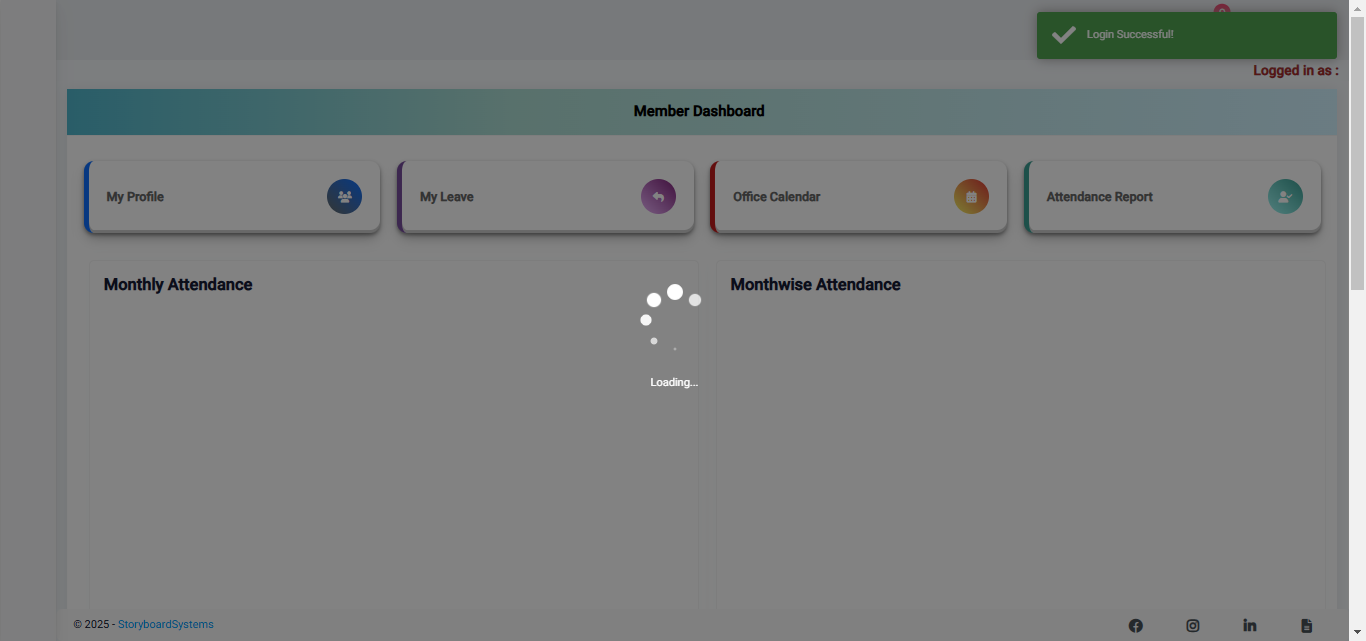 Login Successful!
Logged in as :
Member Dashboard
My Profile
My Leave
Office Calendar
Attendance Report
Monthly Attendance
Monthwise Attendance
Loading...
© 2025 - StoryboardSystems